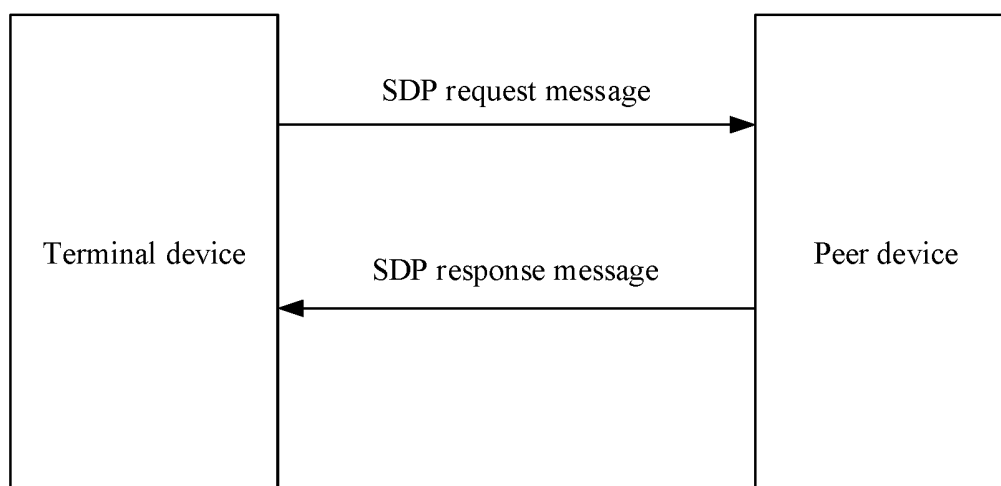 SDP request message
Terminal device
SDP response message
Peer device